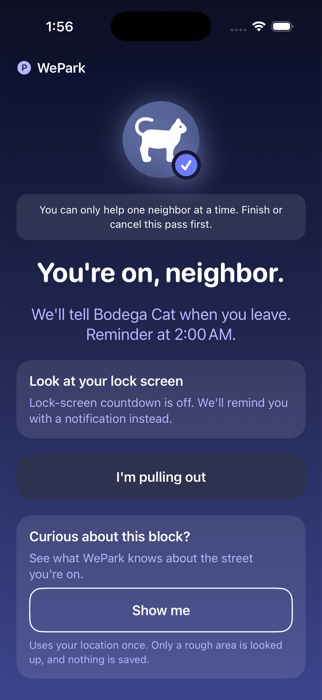 1:56
P WePark
You can only help one neighbor at a time. Finish or
cancel this pass first.
You're on, neighbor.
We'll tell Bodega Cat when you leave.
Reminder at 2:00 AM.
Look at your lock screen
Lock-screen countdown is off. We'll remind you
with a notification instead.
I'm pulling out
Curious about this block?
See what WePark knows about the street
you're on.
Show me
Uses your location once. Only a rough area is looked
up, and nothing is saved.